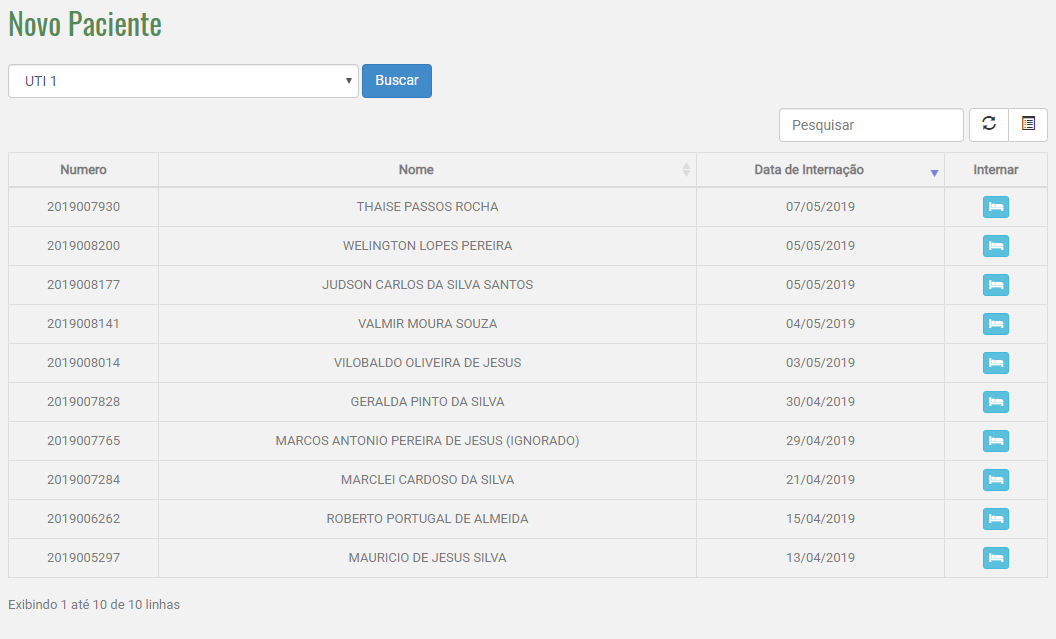 Novo Paciente
UTI 1 Buscar
Pesquisar
Numero Nome Data de Internação Internar
2019007930 THAISE PASSOS ROCHA 07/05/2019
2019008200 WELINGTON LOPES PEREIRA 05/05/2019
2019008177 JUDSON CARLOS DA SILVA SANTOS 05/05/2019
2019008141 VALMIR MOURA SOUZA 04/05/2019
2019008014 VILOBALDO OLIVEIRA DE JESUS 03/05/2019
2019007828 GERALDA PINTO DA SILVA 30/04/2019
2019007765 MARCOS ANTONIO PEREIRA DE JESUS (IGNORADO) 29/04/2019
2019007284 MARCLEI CARDOSO DA SILVA 21/04/2019
2019006262 ROBERTO PORTUGAL DE ALMEIDA 15/04/2019
2019005297 MAURICIO DE JESUS SILVA 13/04/2019
Exibindo 1 até 10 de 10 linhas